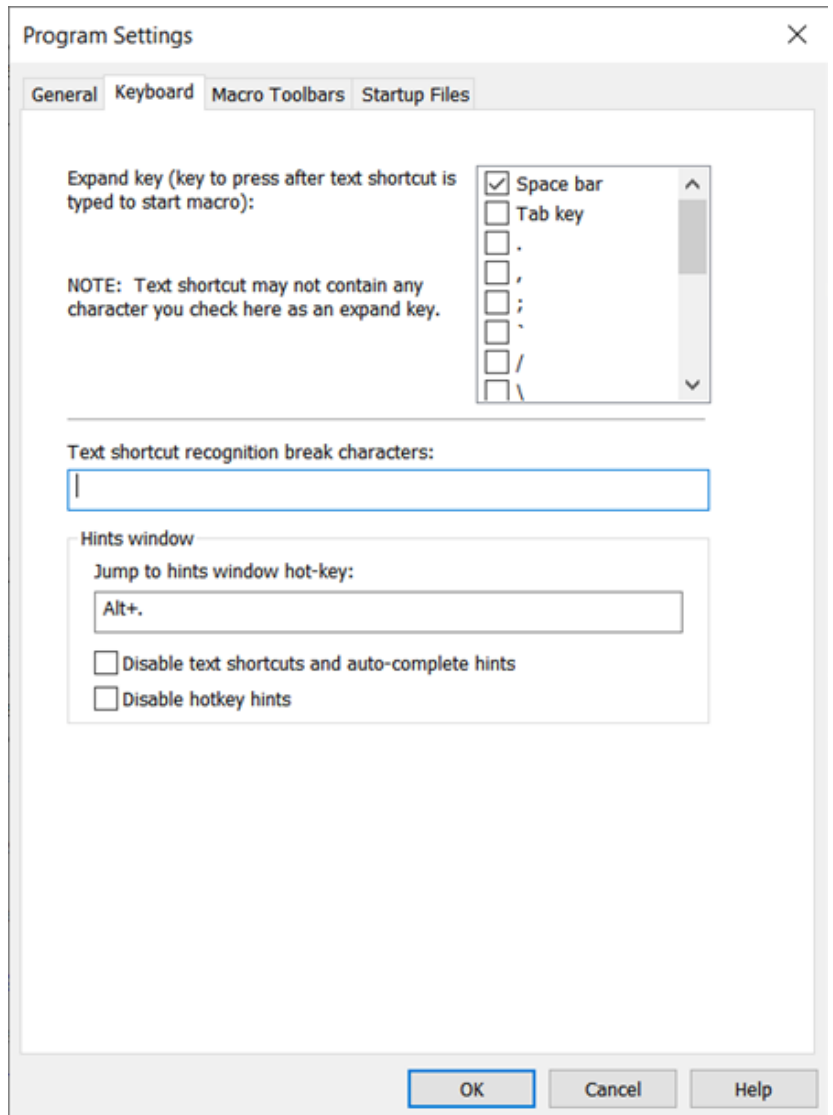 Program Settings
General Keyboard Macro Toolbars Startup Files
Expand key (key to press after text shortcut is
typed to start macro):
NOTE:  Text shortcut may not contain any
character you check here as an expand key.
Space bar
Tab key
.
,
;
`
/
\
Text shortcut recognition break characters:
Hints window
Jump to hints window hot-key:
Alt+.
Disable text shortcuts and auto-complete hints
Disable hotkey hints
OK Cancel Help